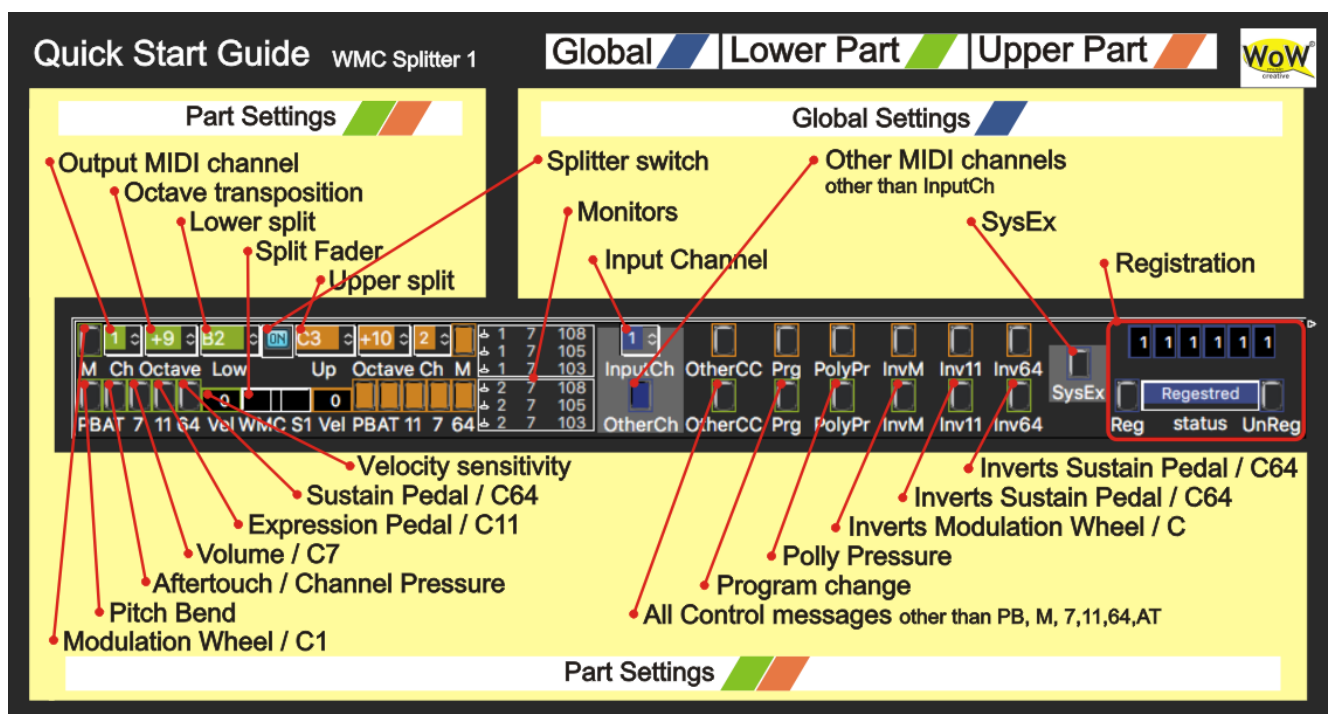 Quick Start Guide WMC Splitter 1
Global Lower Part Upper Part
WoW
creative
Part Settings
Global Settings
Output MIDI channel
Octave transposition
Lower split
Split Fader
Upper split
Splitter switch
Monitors
Input Channel
Other MIDI channels
other than InputCh
SysEx
Registration
1 +9 B2 ON C3 +10 2
M Ch Octave Low Up Octave Ch M
0 0
PBAT 7 11 64 Vel WMC S1 Vel PBAT 11 7 64
1 7 108
1 7 105
1 7 103
2 7 108
2 7 105
2 7 103
1
InputCh OtherCC Prg PolyPr InvM Inv11 Inv64
OtherCh OtherCC Prg PolyPr InvM Inv11 Inv64
SysEx
1 1 1 1 1 1
Regestred
Reg status UnReg
Velocity sensitivity
Sustain Pedal / C64
Expression Pedal / C11
Volume / C7
Aftertouch / Channel Pressure
Pitch Bend
Modulation Wheel / C1
Inverts Sustain Pedal / C64
Inverts Sustain Pedal / C64
Inverts Modulation Wheel / C
Polly Pressure
Program change
All Control messages other than PB, M, 7,11,64,AT
Part Settings